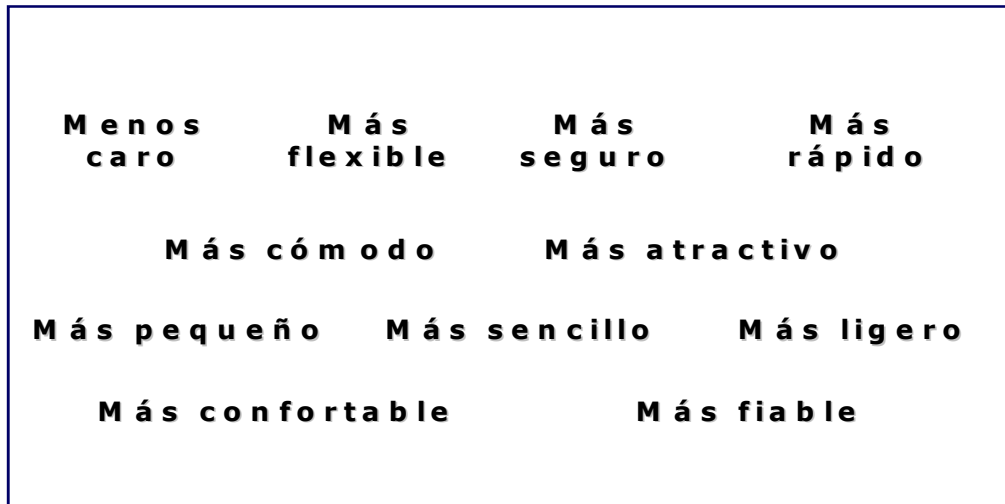 Menos Más Más Más
caro flexible seguro rápido
Más cómodo Más atractivo
Más pequeño Más sencillo Más ligero
Más confortable Más fiable